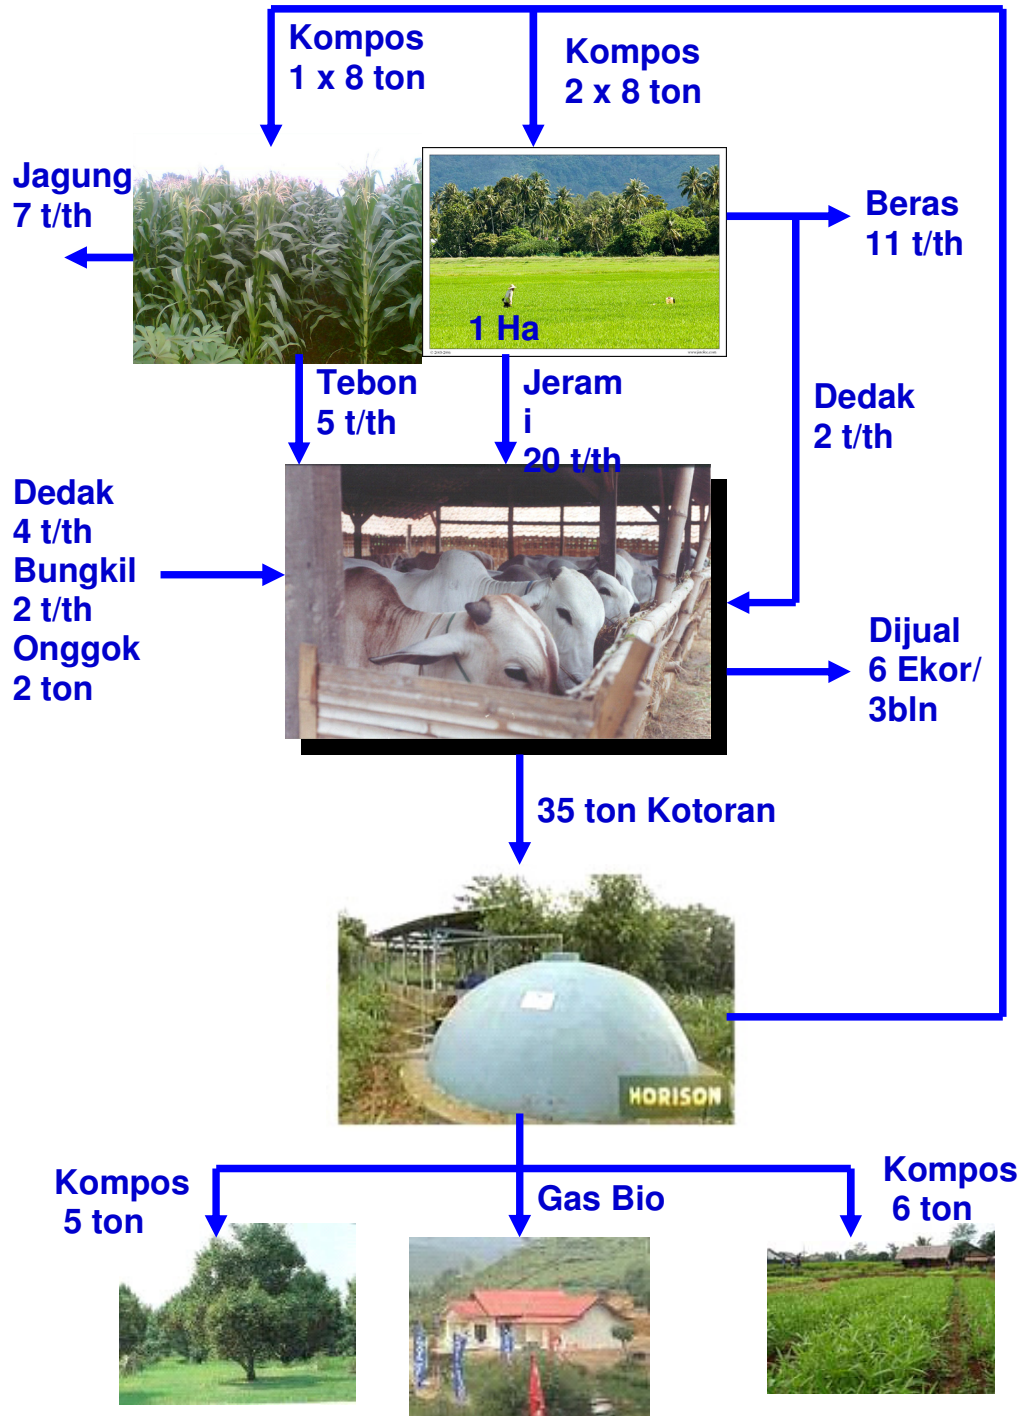 Kompos
1 x 8 ton
Kompos
2 x 8 ton
Jagung
7 t/th
Beras
11 t/th
1 Ha
Tebon
5 t/th
Jeram
i
20 t/th
Dedak
2 t/th
Dedak
4 t/th
Bungkil
2 t/th
Onggok
2 ton
Dijual
6 Ekor/
3bln
35 ton Kotoran
HORISON
Kompos
5 ton
Gas Bio
Kompos
6 ton